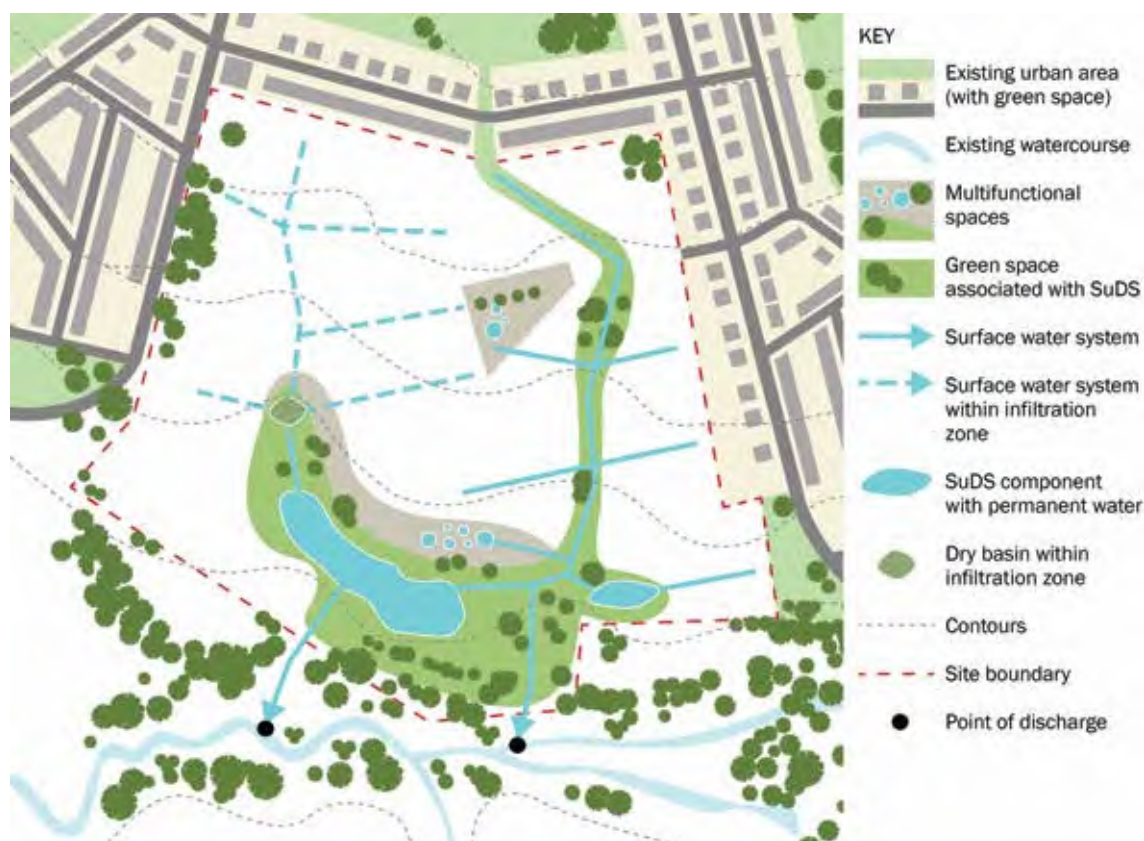 KEY
Existing urban area
(with green space)
Existing watercourse
Multifunctional
spaces
Green space
associated with SuDS
Surface water system
Surface water system
within infiltration
zone
SuDS component
with permanent water
Dry basin within
infiltration zone
Contours
Site boundary
Point of discharge